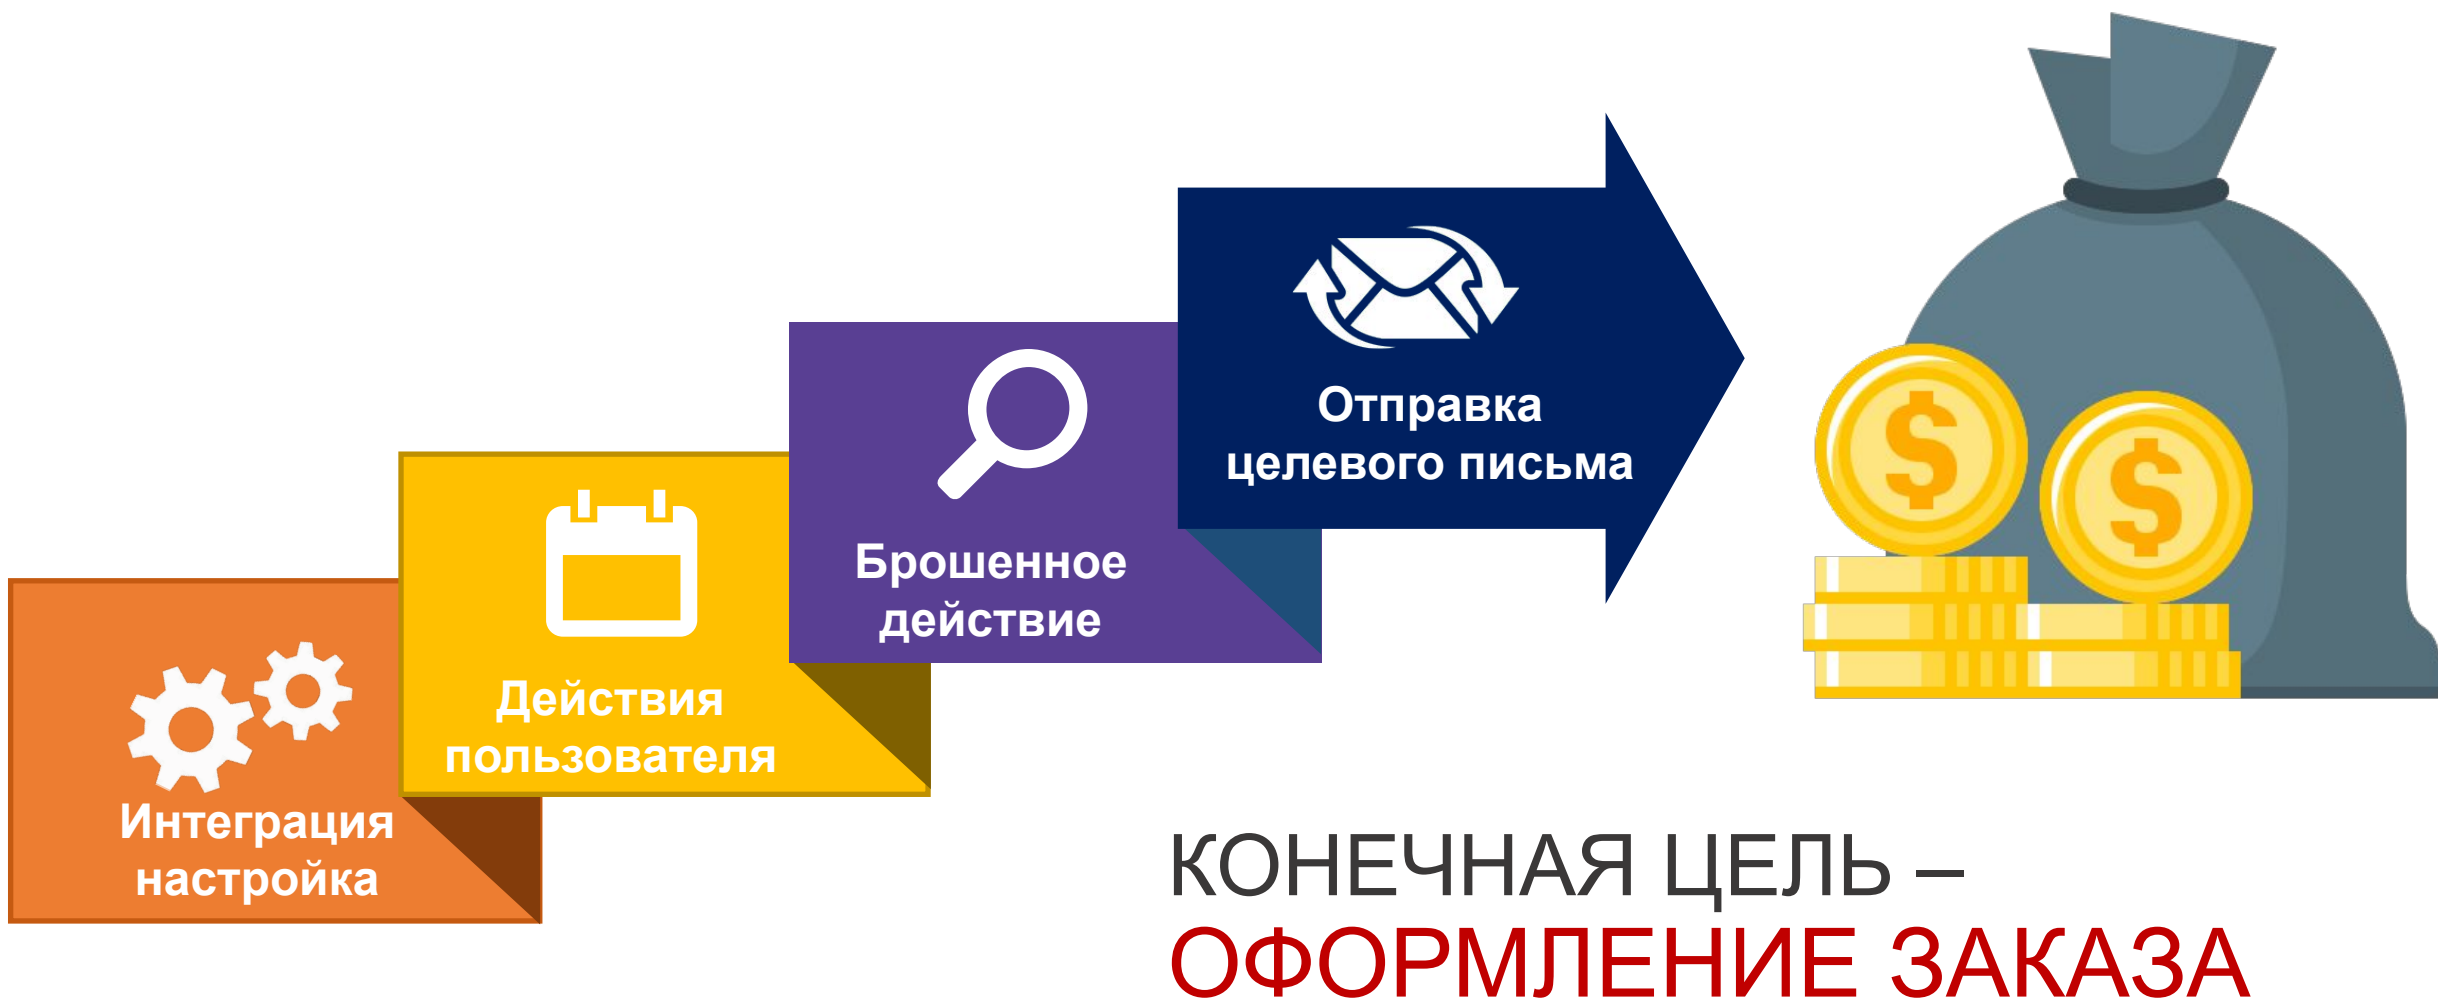 Интеграция
настройка
Действия
пользователя
Брошенное
действие
Отправка
целевого письма
$
$
КОНЕЧНАЯ ЦЕЛЬ –
ОФОРМЛЕНИЕ ЗАКАЗА